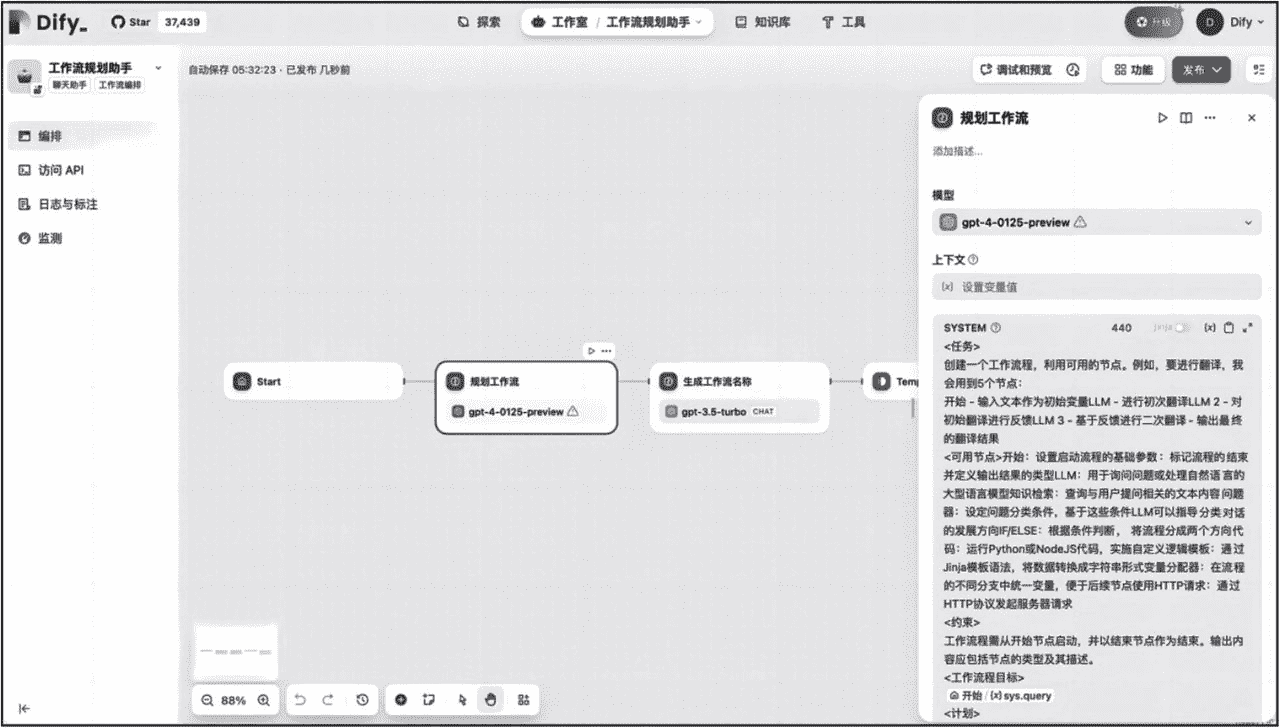 Dify_
Star 37,439
探索
工作室 / 工作流规划助手
知识库
工具
升级
D Dify
工作流规划助手
聊天助手 工作流编排
编排
访问 API
日志与标注
监测
自动保存 05:32:23 · 已发布 几秒前
调试和预览
功能
发布
Start
规划工作流
gpt-4-0125-preview
生成工作流名称
gpt-3.5-turbo CHAT
Temp
88%
规划工作流
添加描述...
模型
gpt-4-0125-preview
上下文
{x} 设置变量值
SYSTEM 440 Jinja {x}
<任务>
创建一个工作流程，利用可用的节点。例如，要进行翻译，我
会用到5个节点：
开始 - 输入文本作为初始变量LLM - 进行初次翻译LLM 2 - 对
初始翻译进行反馈LLM 3 - 基于反馈进行二次翻译 - 输出最终
的翻译结果
<可用节点>开始：设置启动流程的基础参数：标记流程的结束
并定义输出结果的类型LLM：用于询问问题或处理自然语言的
大型语言模型知识检索：查询与用户提问相关的文本内容问题
器：设定问题分类条件，基于这些条件LLM可以指导分类对话
的发展方向IF/ELSE：根据条件判断， 将流程分成两个方向代
码：运行Python或NodeJS代码，实施自定义逻辑模板：通过
Jinja模板语法，将数据转换成字符串形式变量分配器：在流程
的不同分支中统一变量，便于后续节点使用HTTP请求：通过
HTTP协议发起服务器请求
<约束>
工作流程需从开始节点启动，并以结束节点作为结束。输出内
容应包括节点的类型及其描述。
<工作流程目标>
开始 / {x} sys.query
<计划>